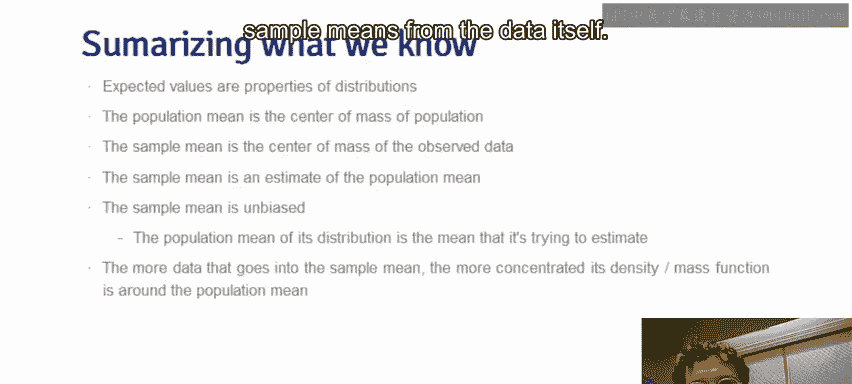 sample means from the data itself.
Sumarizing what we know
· Expected values are properties of distributions
· The population mean is the center of mass of population
· The sample mean is the center of mass of the observed data
· The sample mean is an estimate of the population mean
· The sample mean is unbiased
- The population mean of its distribution is the mean that it's trying to estimate
· The more data that goes into the sample mean, the more concentrated its density / mass function
is around the population mean